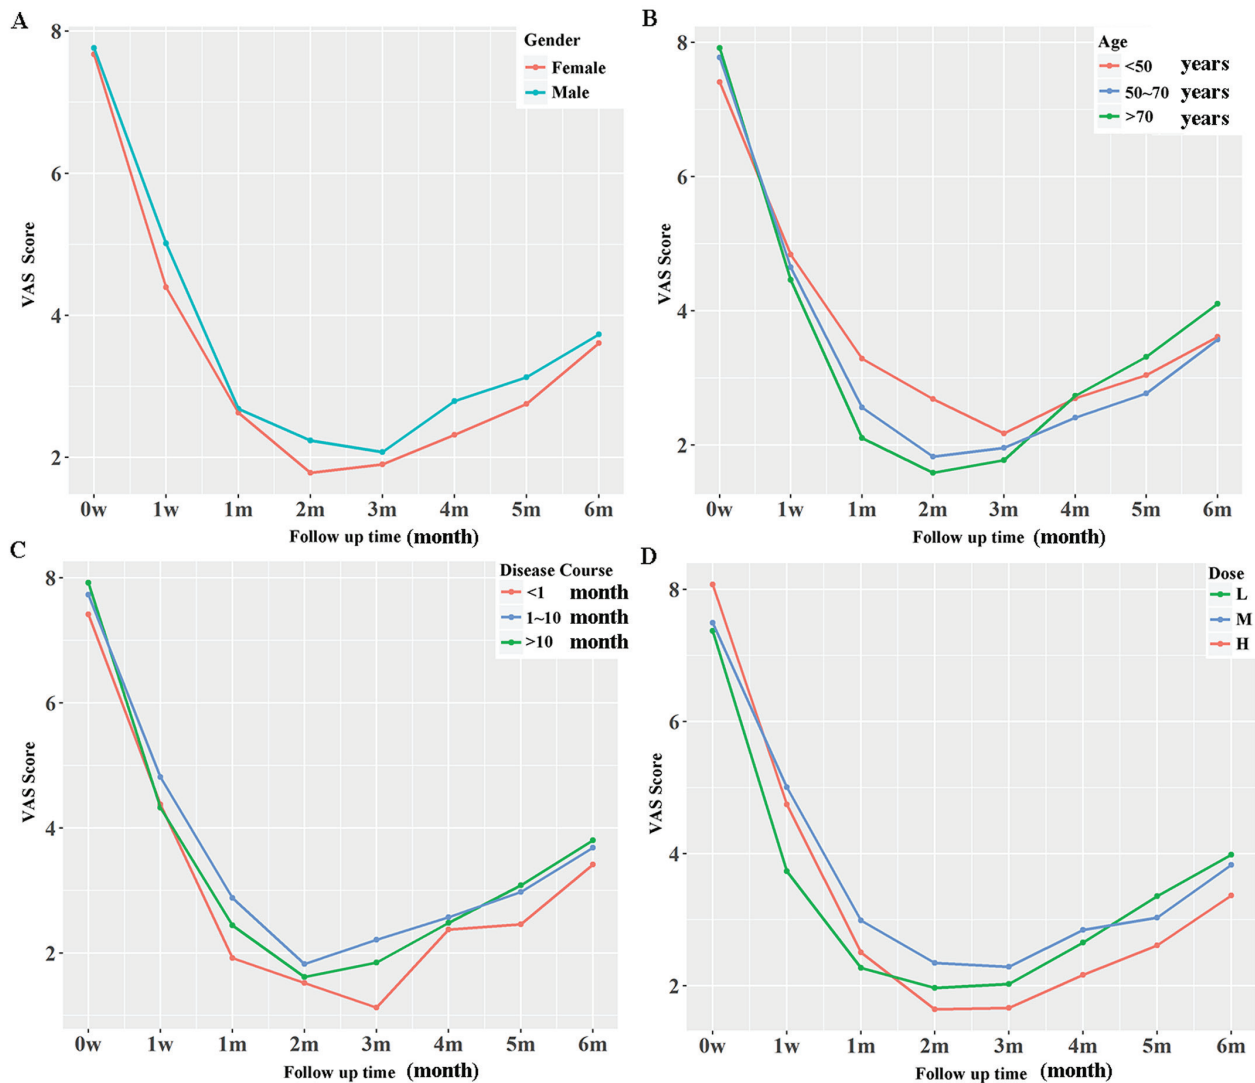 A
8
6
4
2
VAS Score
Gender
Female
Male
0w 1w 1m 2m 3m 4m 5m 6m
Follow up time (month)
B
8
6
4
2
VAS Score
Age
<50 years
50~70 years
>70 years
0w 1w 1m 2m 3m 4m 5m 6m
Follow up time (month)
C
8
6
4
2
VAS Score
Disease Course
<1 month
1~10 month
>10 month
0w 1w 1m 2m 3m 4m 5m 6m
Follow up time (month)
D
8
6
4
2
VAS Score
Dose
L
M
H
0w 1w 1m 2m 3m 4m 5m 6m
Follow up time (month)